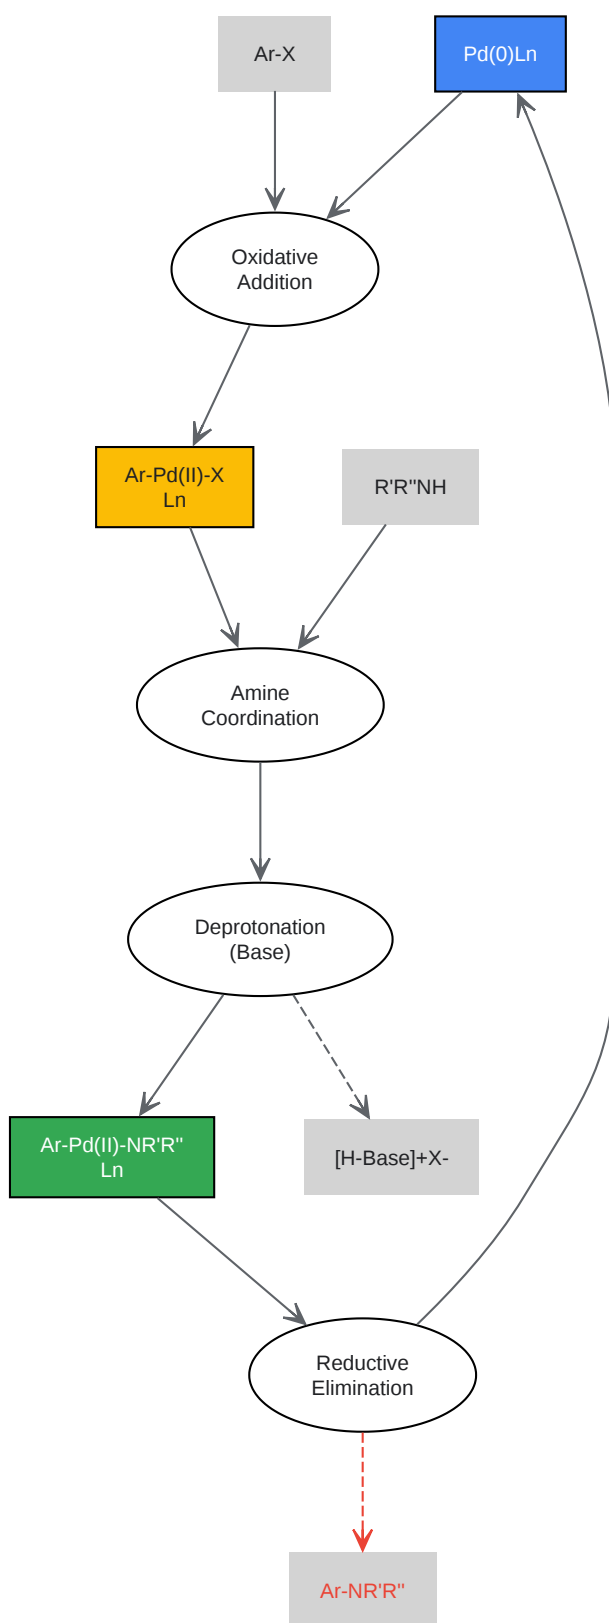 Ar-X
Pd(0)Ln
Oxidative
Addition
Ar-Pd(II)-X
Ln
R'R"NH
Amine
Coordination
Deprotonation
(Base)
Ar-Pd(II)-NR'R"
Ln
[H-Base]+X-
Reductive
Elimination
Ar-NR'R"